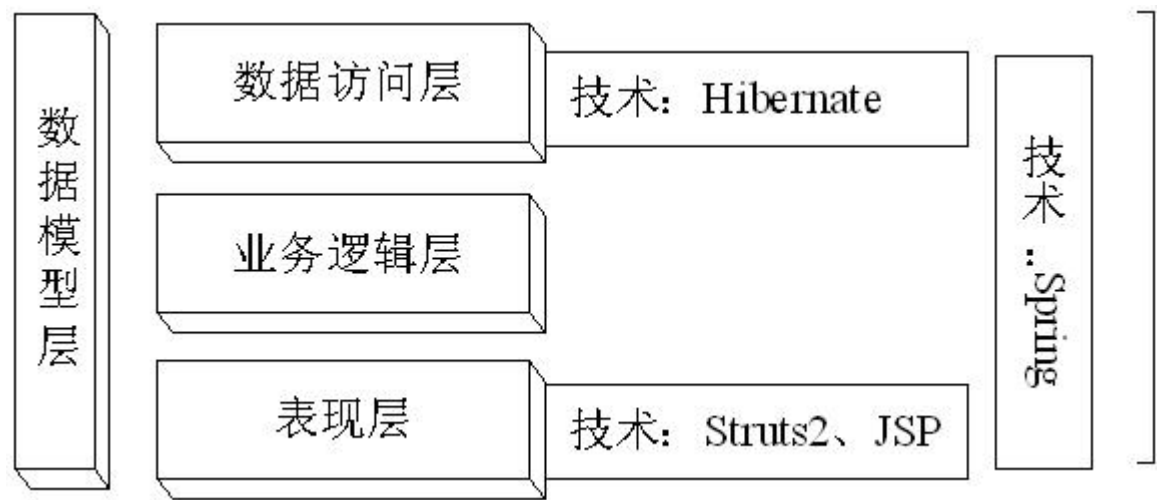 数据模型层
数据访问层
技术：Hibernate
业务逻辑层
表现层
技术：Struts2、JSP
技术：Spring